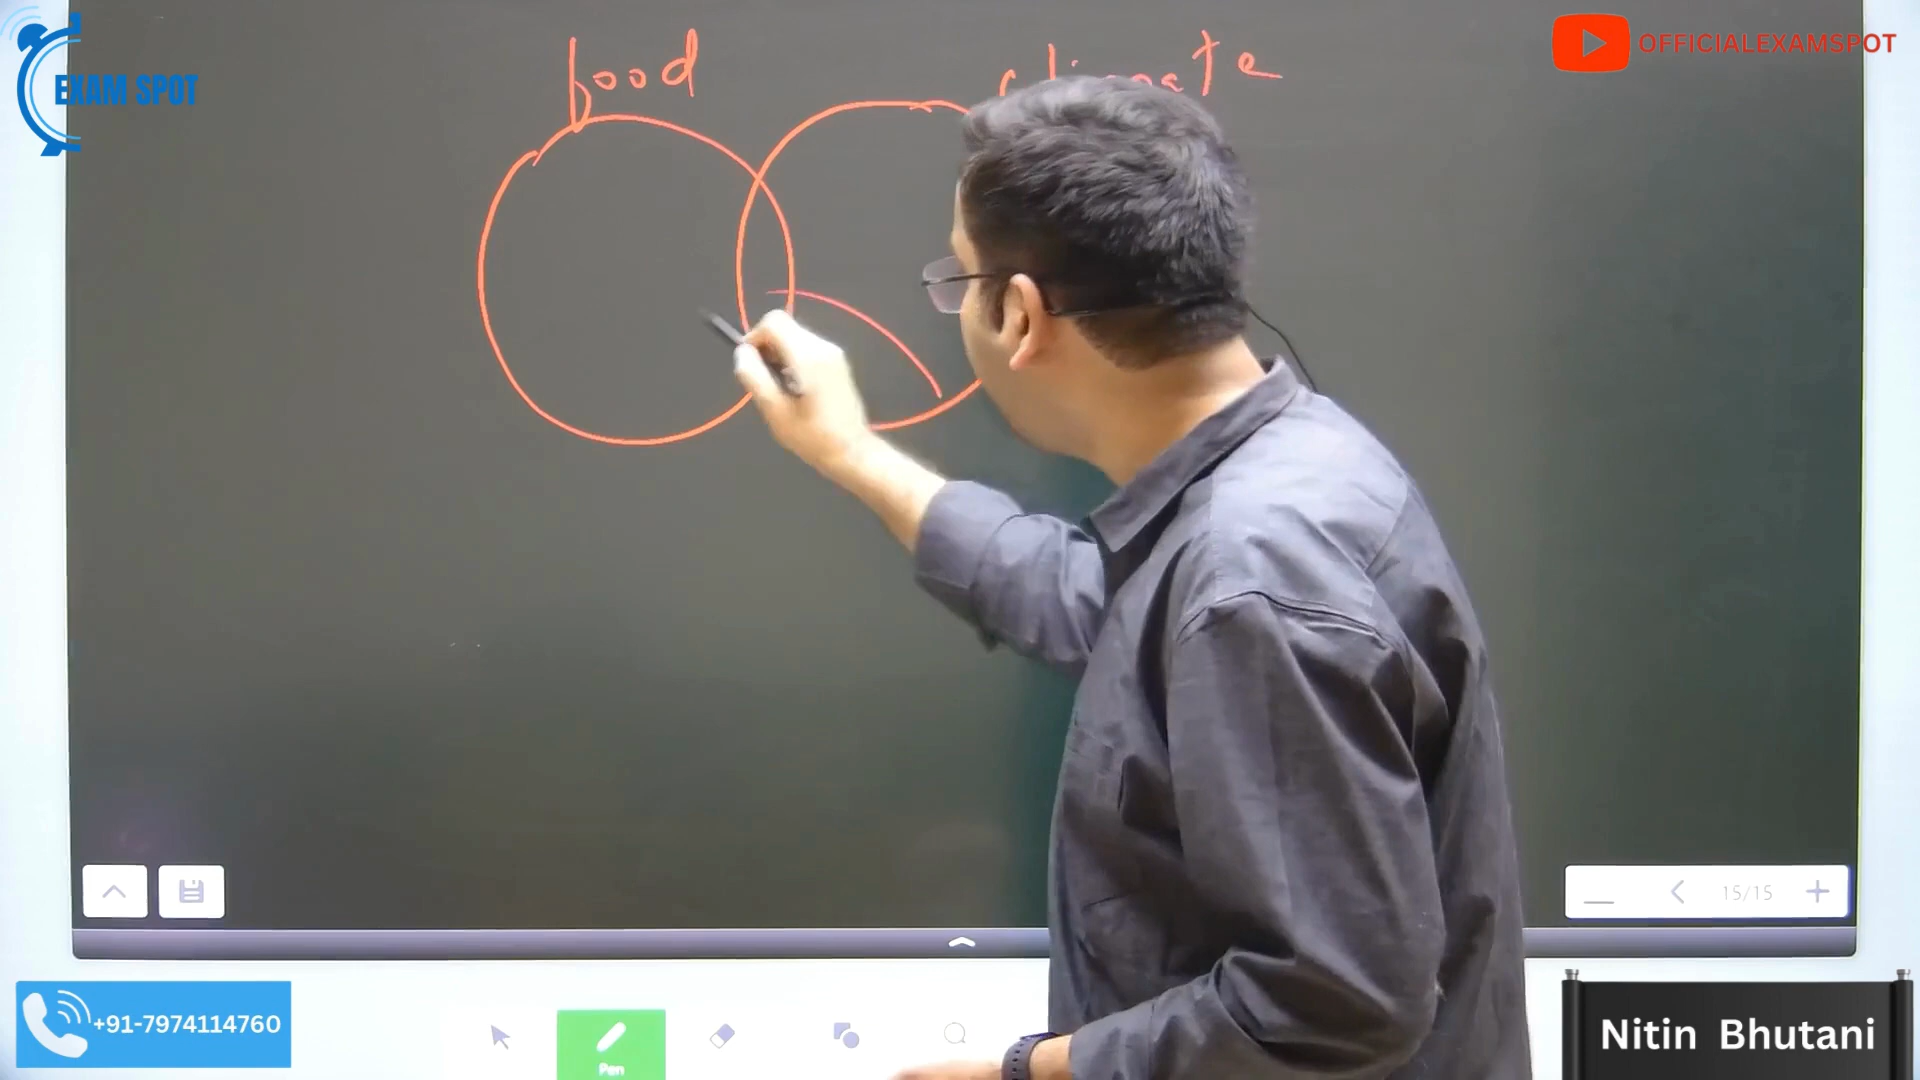 EXAM SPOT
OFFICIALEXAMSPOT
food
15/15
+91-7974114760
Pen
Nitin Bhutani